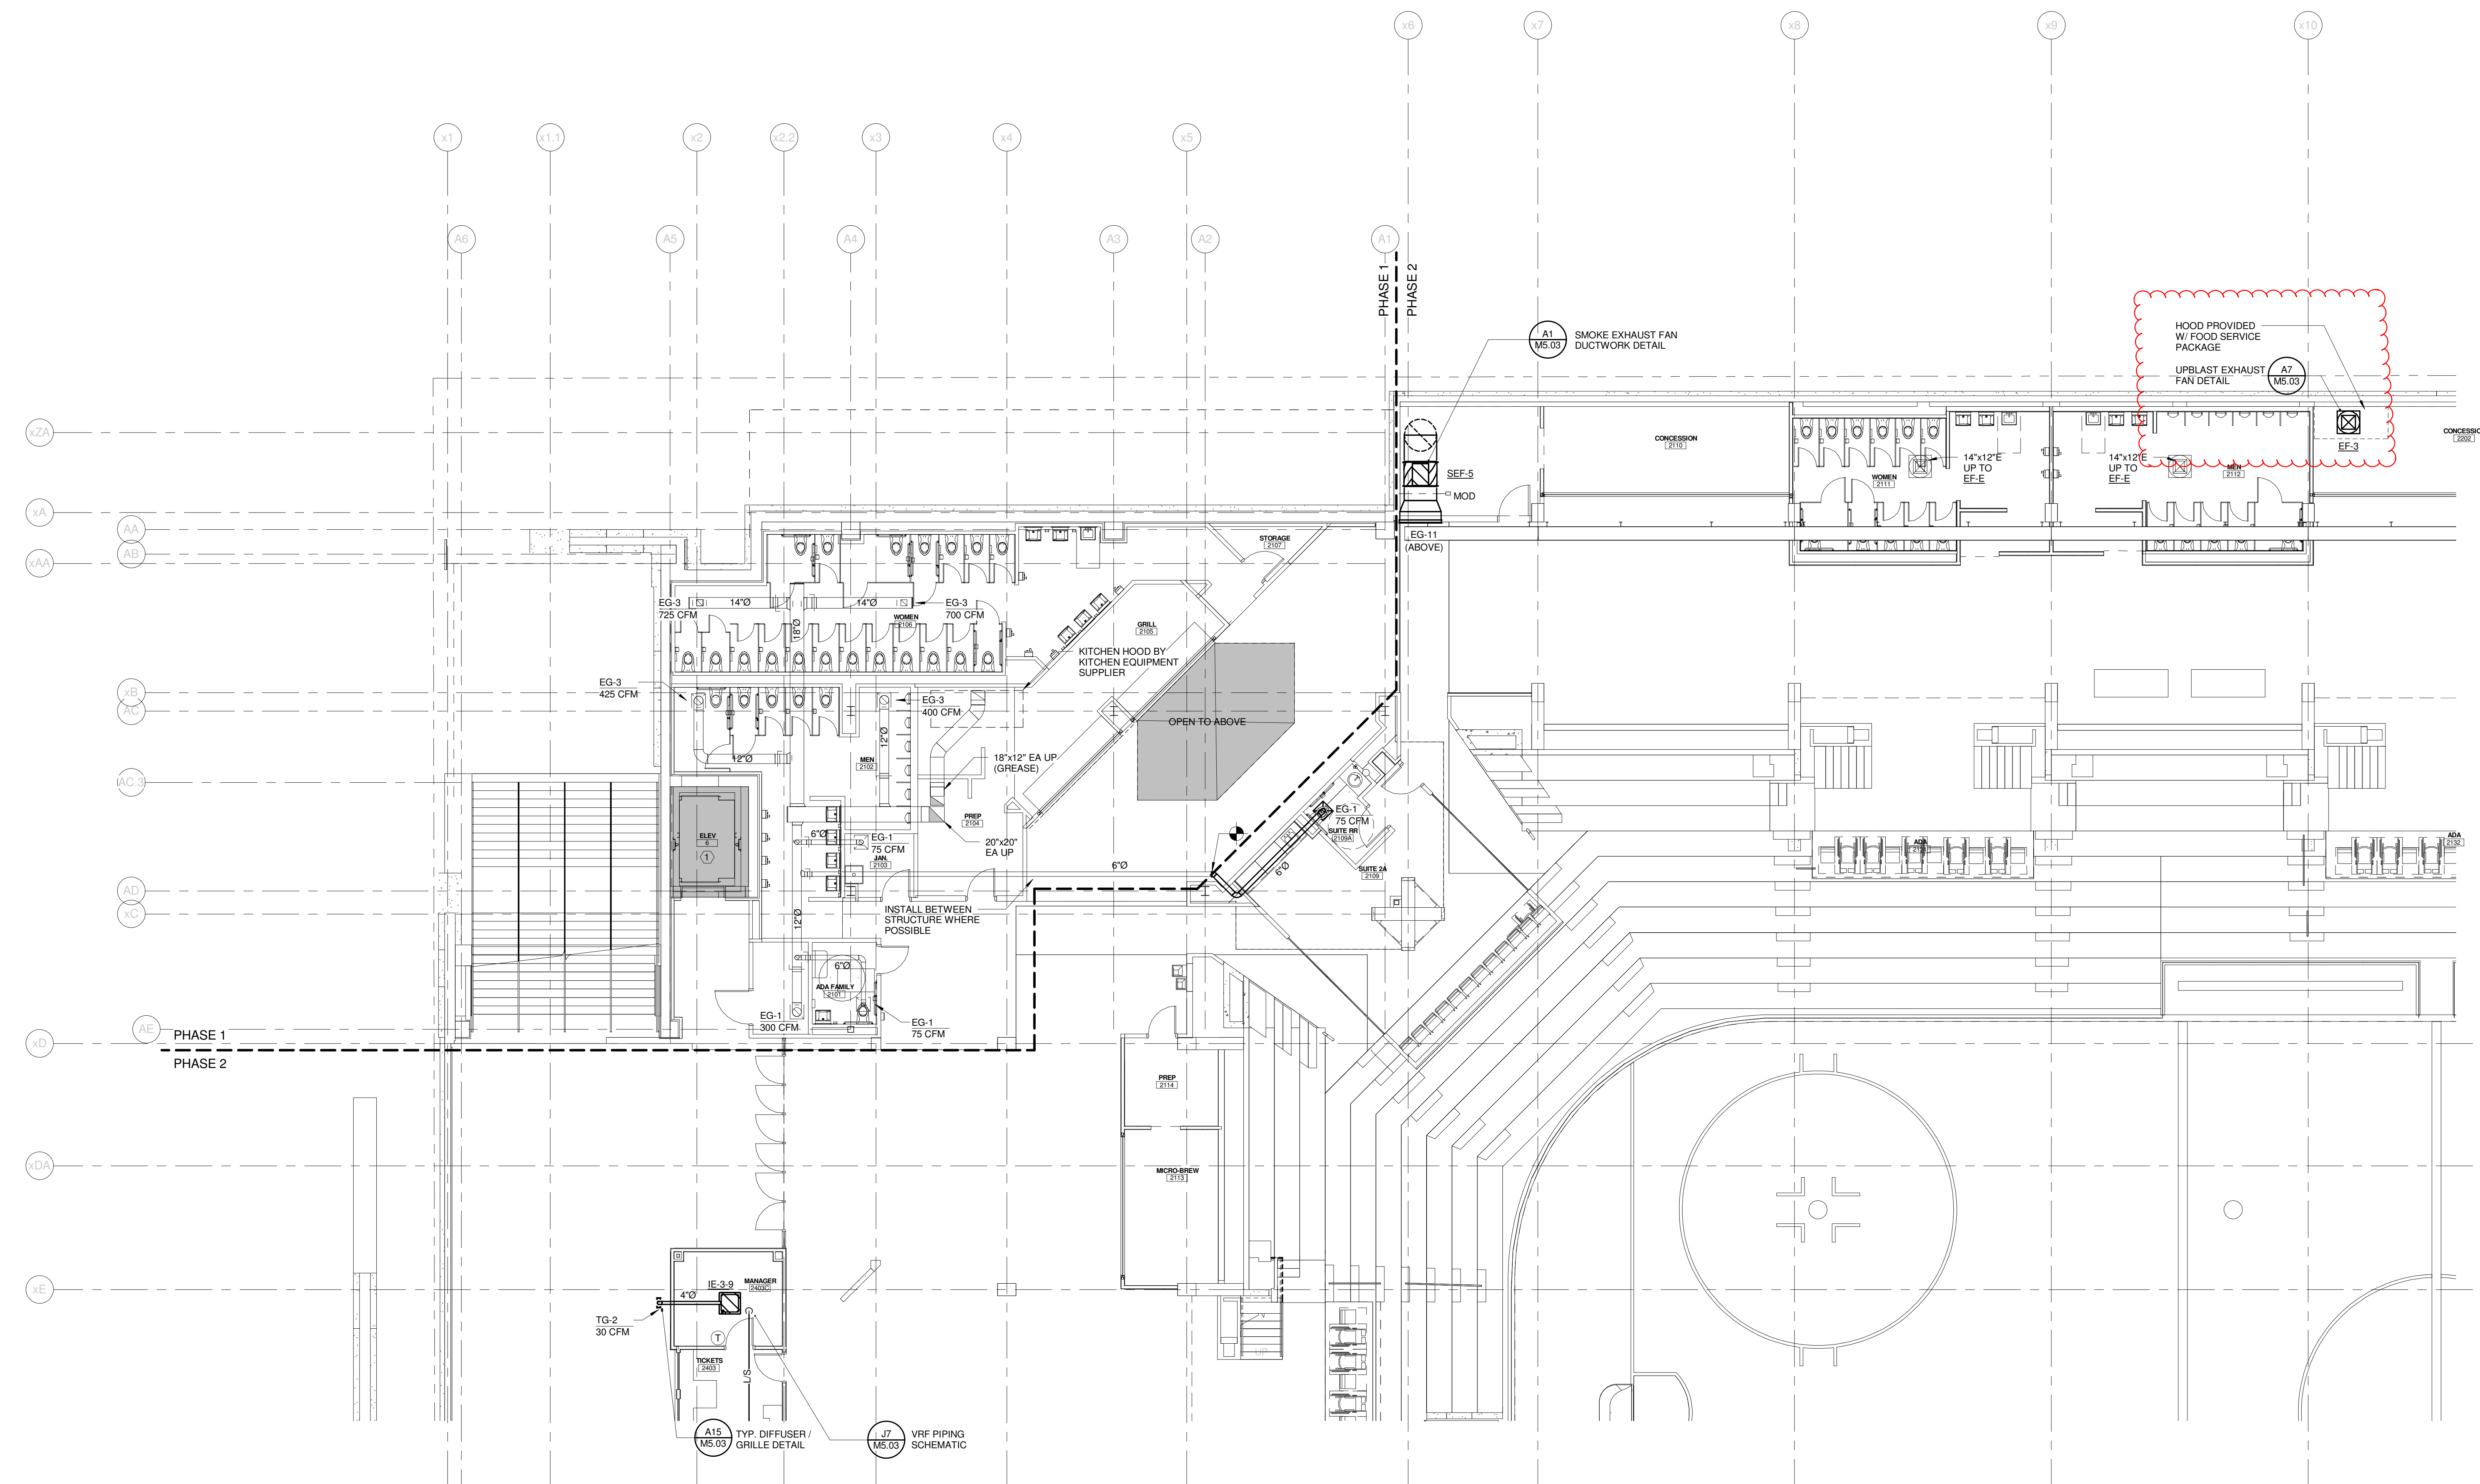 x6
x7
x8
x9
x10
x1
x1.1
x2
x2.2
x3
x4
x5
A6
A5
A4
A3
A2
A1
PHASE 1
PHASE 2
A1
M5.03
SMOKE EXHAUST FAN
DUCTWORK DETAIL
HOOD PROVIDED
W/ FOOD SERVICE
PACKAGE
UPBLAST EXHAUST
FAN DETAIL
A7
M5.03
EF-3
xZA
CONCESSION
2110
CONCESSIO
2202
14"x12"E
UP TO
EF-E
WOMEN
2111
14"x12"E
UP TO
EF-E
MEN
2112
SEF-5
MOD
xA
AA
AB
xAA
EG-11
(ABOVE)
STORAGE
2107
EG-3
725 CFM
14"Ø
14"Ø
EG-3
700 CFM
18"Ø
WOMEN
2106
GRILL
2105
KITCHEN HOOD BY
KITCHEN EQUIPMENT
SUPPLIER
xB
AC
EG-3
425 CFM
EG-3
400 CFM
12"Ø
12"Ø
OPEN TO ABOVE
MEN
2102
18"x12" EA UP
(GREASE)
AC.3
PREP
2104
ELEV
6
1
6"Ø
EG-1
75 CFM
JAN.
2103
20"x20"
EA UP
EG-1
75 CFM
SUITE RR
2109A
6"Ø
6"Ø
SUITE 2A
2109
ADA
ADA
2132
AD
xC
12"Ø
INSTALL BETWEEN
STRUCTURE WHERE
POSSIBLE
6"Ø
ADA FAMILY
2101
EG-1
300 CFM
EG-1
75 CFM
AE
xD
PHASE 1
PHASE 2
PREP
2114
xDA
MICRO-BREW
2113
xE
IE-3-9
MANAGER
2403C
4"Ø
TG-2
30 CFM
T
TICKETS
2403
L/S
UP
A15
M5.03
TYP. DIFFUSER /
GRILLE DETAIL
J7
M5.03
VRF PIPING
SCHEMATIC